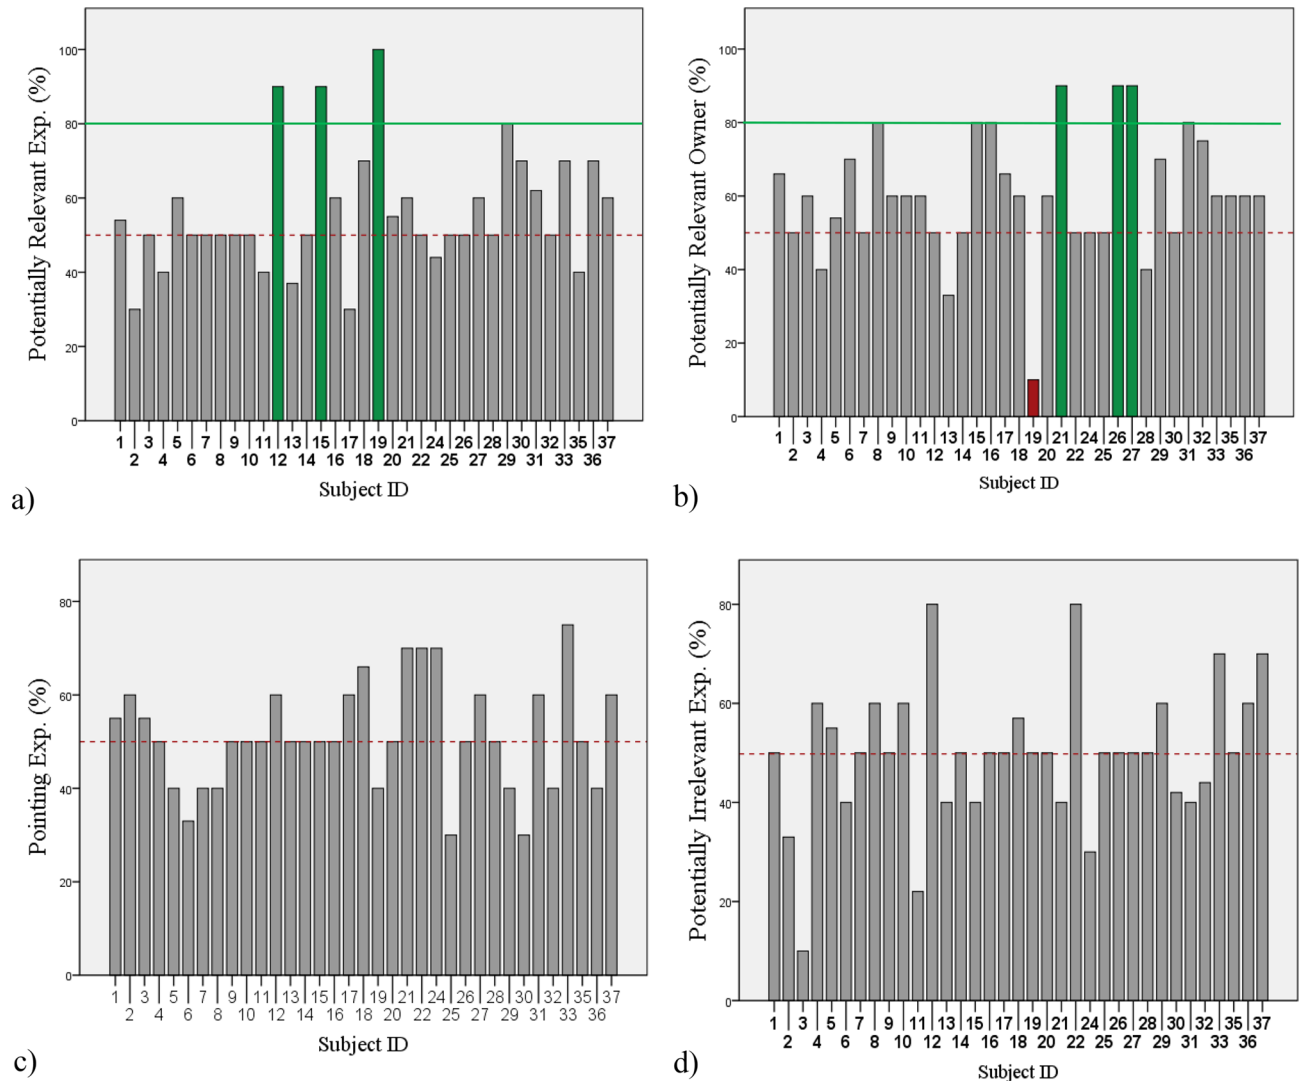 Potentially Relevant Exp. (%)
100
80
60
40
20
0
1 3 5 7 9 11 13 15 17 19 21 24 26 28 30 32 35 37
2 4 6 8 10 12 14 16 18 20 22 25 27 29 31 33 36
Subject ID
a)
Potentially Relevant Owner (%)
100
80
60
40
20
0
1 3 5 7 9 11 13 15 17 19 21 24 26 28 30 32 35 37
2 4 6 8 10 12 14 16 18 20 22 25 27 29 31 33 36
Subject ID
b)
Pointing Exp. (%)
80
60
40
20
0
1 3 5 7 9 11 13 15 17 19 21 24 26 28 30 32 35 37
2 4 6 8 10 12 14 16 18 20 22 25 27 29 31 33 36
Subject ID
c)
Potentially Irrelevant Exp. (%)
80
60
40
20
0
1 3 5 7 9 11 13 15 17 19 21 24 26 28 30 32 35 37
2 4 6 8 10 12 14 16 18 20 22 25 27 29 31 33 36
Subject ID
d)